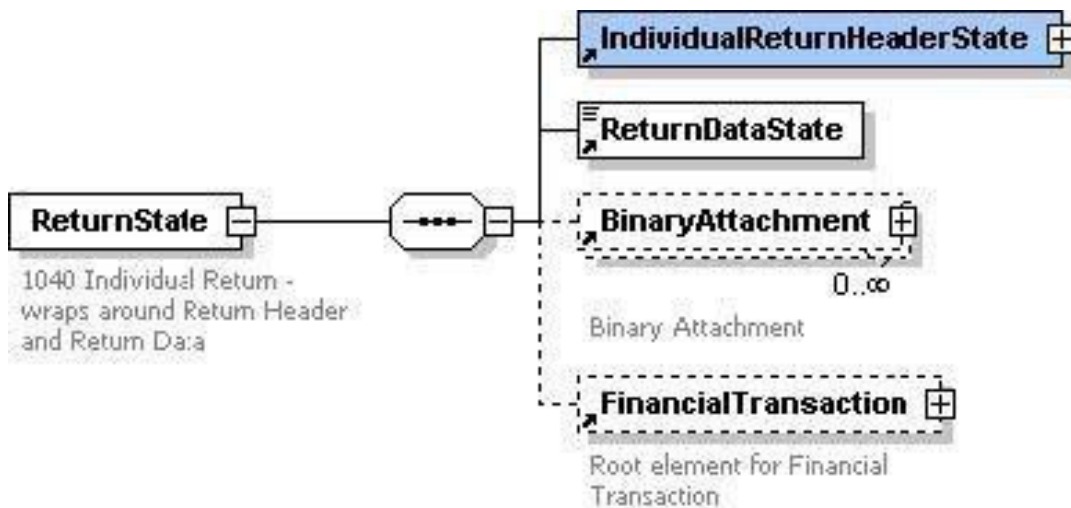 IndividualReturnHeaderState
ReturnDataState
ReturnState
1040 Individual Return -
wraps around Return Header
and Return Data
BinaryAttachment
0..∞
Binary Attachment
FinancialTransaction
Root element for Financial
Transaction